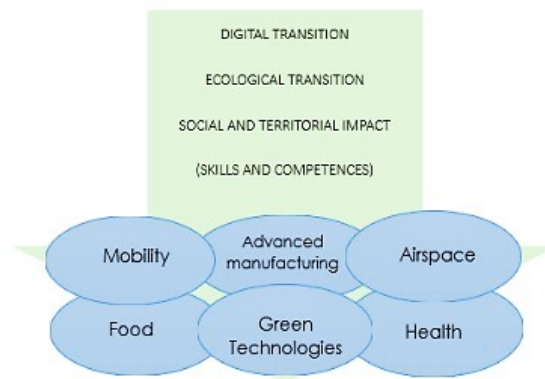 DIGITAL TRANSITION
ECOLOGICAL TRANSITION
SOCIAL AND TERRITORIAL IMPACT
(SKILLS AND COMPETENCES)
Mobility
Advanced
manufacturing
Airspace
Food
Green
Technologies
Health